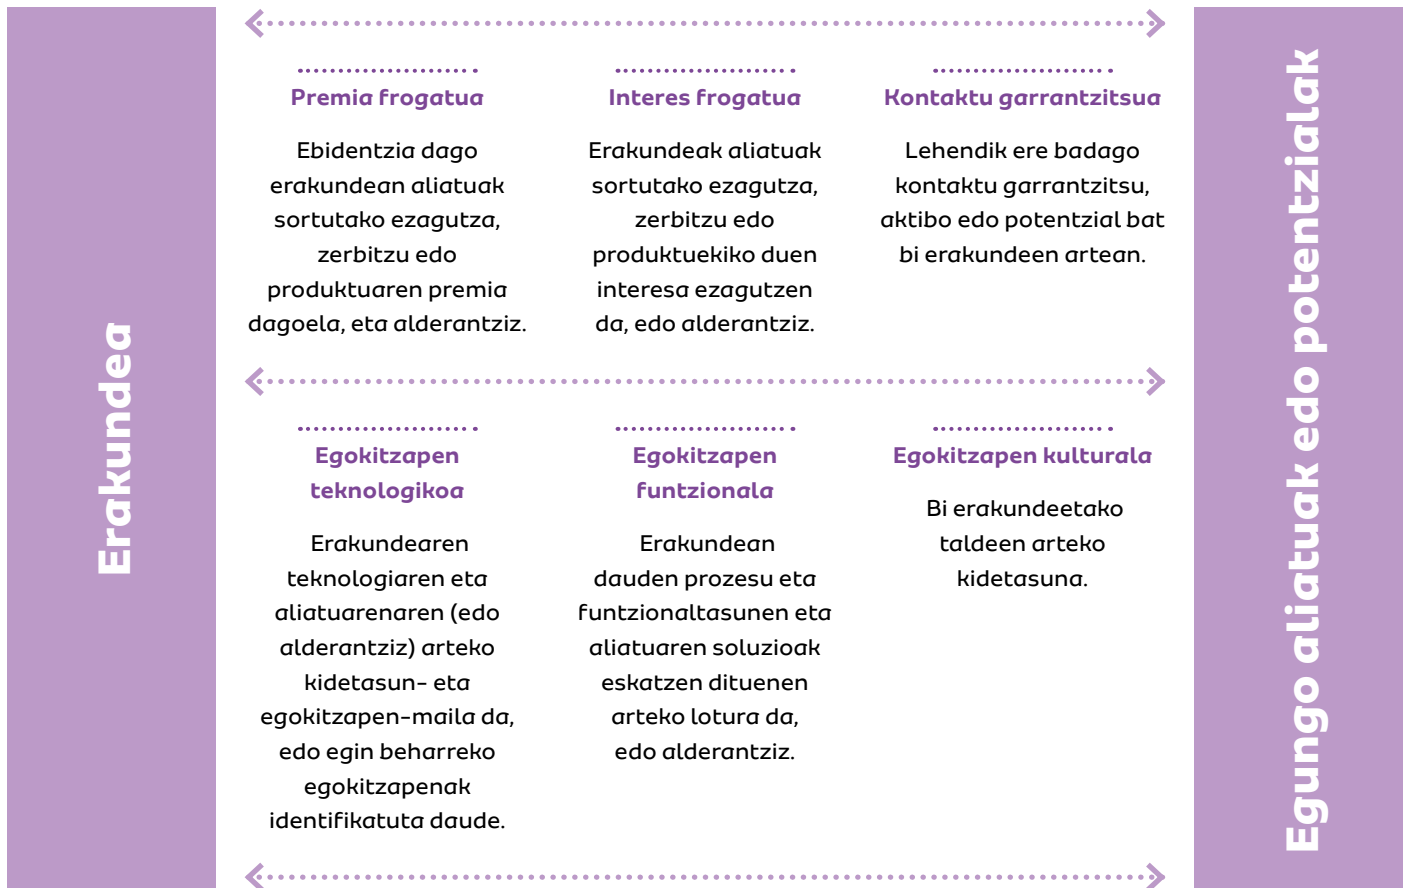 Erakundea
Premia frogatua
Ebidentzia dago
erakundean aliatuak
sortutako ezagutza,
zerbitzu edo
produktuaren premia
dagoela, eta alderantziz.
Interes frogatua
Erakundeak aliatuak
sortutako ezagutza,
zerbitzu edo
produktuekiko duen
interesa ezagutzen
da, edo alderantziz.
Kontaktu garrantzitsua
Lehendik ere badago
kontaktu garrantzitsu,
aktibo edo potentzial bat
bi erakundeen artean.
Egokitzapen
teknologikoa
Erakundearen
teknologiaren eta
aliatuarenaren (edo
alderantziz) arteko
kidetasun- eta
egokitzapen-maila da,
edo egin beharreko
egokitzapenak
identifikatuta daude.
Egokitzapen
funtzionala
Erakundean
dauden prozesu eta
funtzionaltasunen eta
aliatuaren soluzioak
eskatzen dituenen
arteko lotura da,
edo alderantziz.
Egokitzapen kulturala
Bi erakundeetako
taldeen arteko
kidetasuna.
Egungo aliatuak edo potentzialak